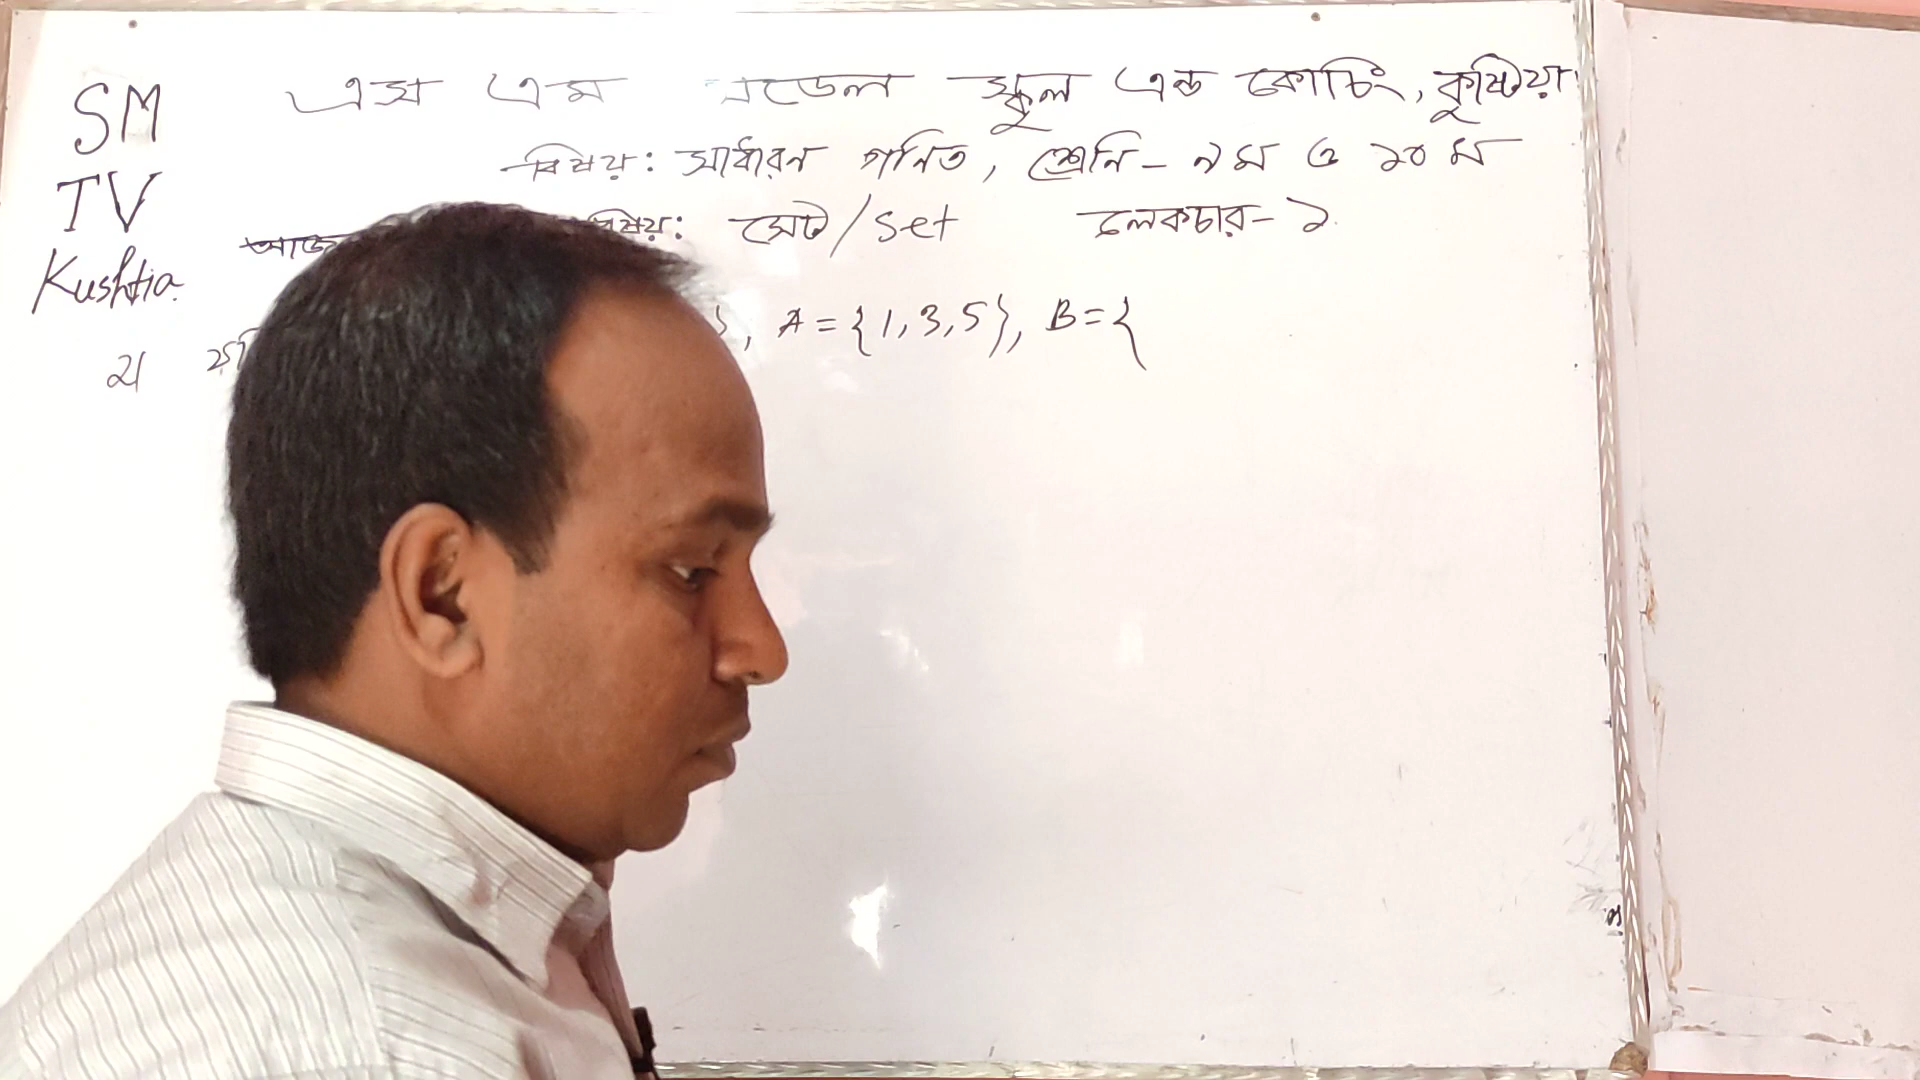 SM
TV
Kushtia.
এস এম মডেল স্কুল এন্ড কোচিং, কুষ্টিয়া
বিষয়: সাধারন গনিত, শ্রেনি- ৯ম ও ১০ম
বিষয়: সেট/set লেকচার- ১
২। , A={1,3,5}, B={